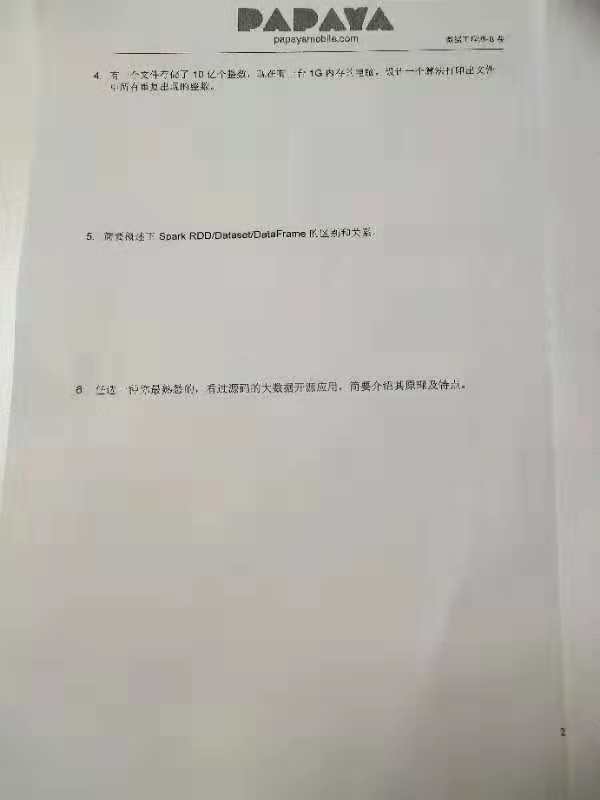 PAPAYA
papayamobile.com
数据工程师-B 卷
4. 有一个文件存储了 10 亿个整数，现在有一台 1G 内存的电脑，设计一个算法打印出文件
中所有重复出现的整数。
5. 简要概述下 Spark RDD/Dataset/DataFrame 的区别和关系.
6 任选一种你最熟悉的，看过源码的大数据开源应用，简要介绍其原理及特点。
2